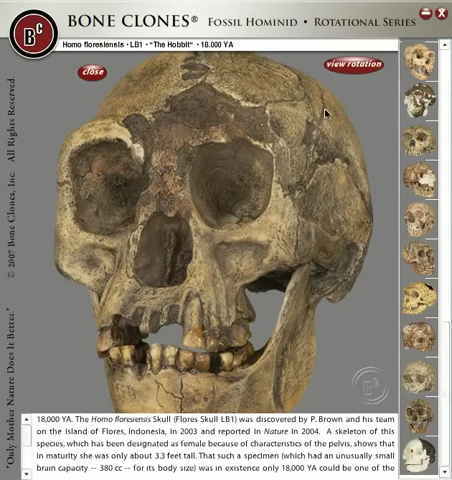 BONE CLONES® FOSSIL HOMINID • ROTATIONAL SERIES
Homo floresiensis · LB1 · "The Hobbit" · 18.000 YA
close
view rotation
BC
© 2007 Bone Clones, Inc. All Rights Reserved.
"Only Mother Nature Does It Better."
18,000 YA. The Homo floresiensis Skull (Flores Skull LB1) was discovered by P. Brown and his team
on the Island of Flores, Indonesia, in 2003 and reported in Nature in 2004. A skeleton of this
species, which has been designated as female because of characteristics of the pelvis, shows that
in maturity she was only about 3.3 feet tall. That such a specimen (which had an unusually small
brain capacity -- 380 cc -- for its body size) was in existence only 18,000 YA could be one of the